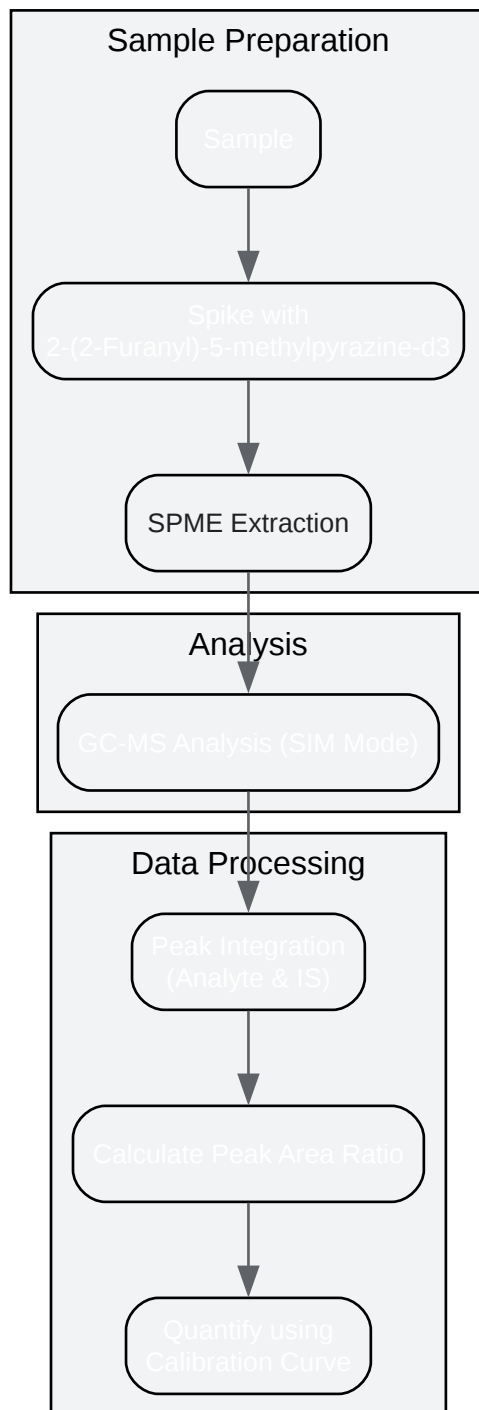 Sample Preparation
Sample
Spike with
2-(2-Furanyl)-5-methylpyrazine-d3
SPME Extraction
Analysis
GC-MS Analysis (SIM Mode)
Data Processing
Peak Integration
(Analyte & IS)
Calculate Peak Area Ratio
Quantify using
Calibration Curve